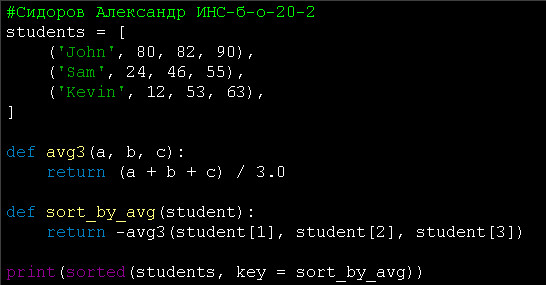 #Сидоров Александр ИНС-б-о-20-2
students = [
    ('John', 80, 82, 90),
    ('Sam', 24, 46, 55),
    ('Kevin', 12, 53, 63),
]

def avg3(a, b, c):
    return (a + b + c) / 3.0

def sort_by_avg(student):
    return -avg3(student[1], student[2], student[3])

print(sorted(students, key = sort_by_avg))